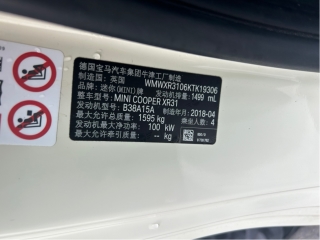 德国宝马汽车集团牛津工厂制造
制造国：英国 WMWXR3106KTK19306
品牌：迷你(MINI)牌 发动机排量：1499 mL
整车型号：MINI COOPER XR31
发动机型号：B38A15A 制造年月：2018-04
最大允许总质量：1595 kg 乘坐人数：4
发动机最大净功率：100 kW
最大允许牵引质量：-- kg